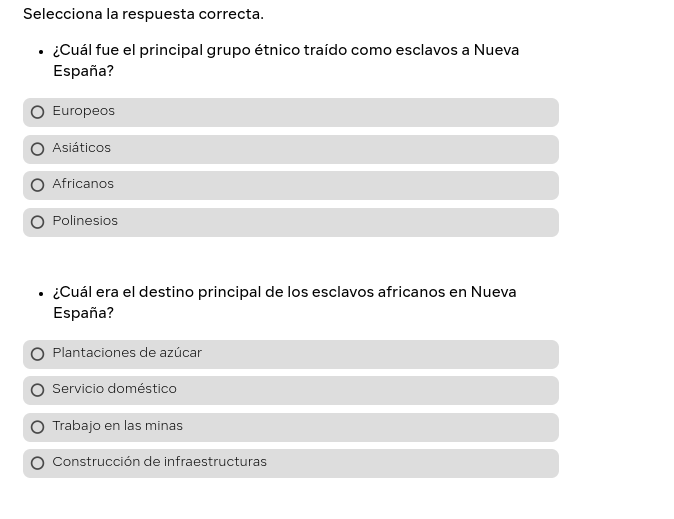 Selecciona la respuesta correcta.
• ¿Cuál fue el principal grupo étnico traído como esclavos a Nueva
España?
Europeos
Asiáticos
Africanos
Polinesios
• ¿Cuál era el destino principal de los esclavos africanos en Nueva
España?
Plantaciones de azúcar
Servicio doméstico
Trabajo en las minas
Construcción de infraestructuras